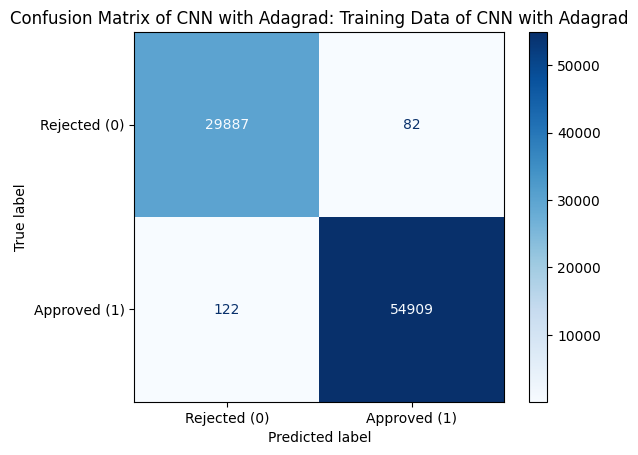 Confusion Matrix of CNN with Adagrad: Training Data of CNN with Adagrad
True label
Rejected (0)
29887
82
Approved (1)
122
54909
Rejected (0)
Approved (1)
Predicted label
50000
40000
30000
20000
10000